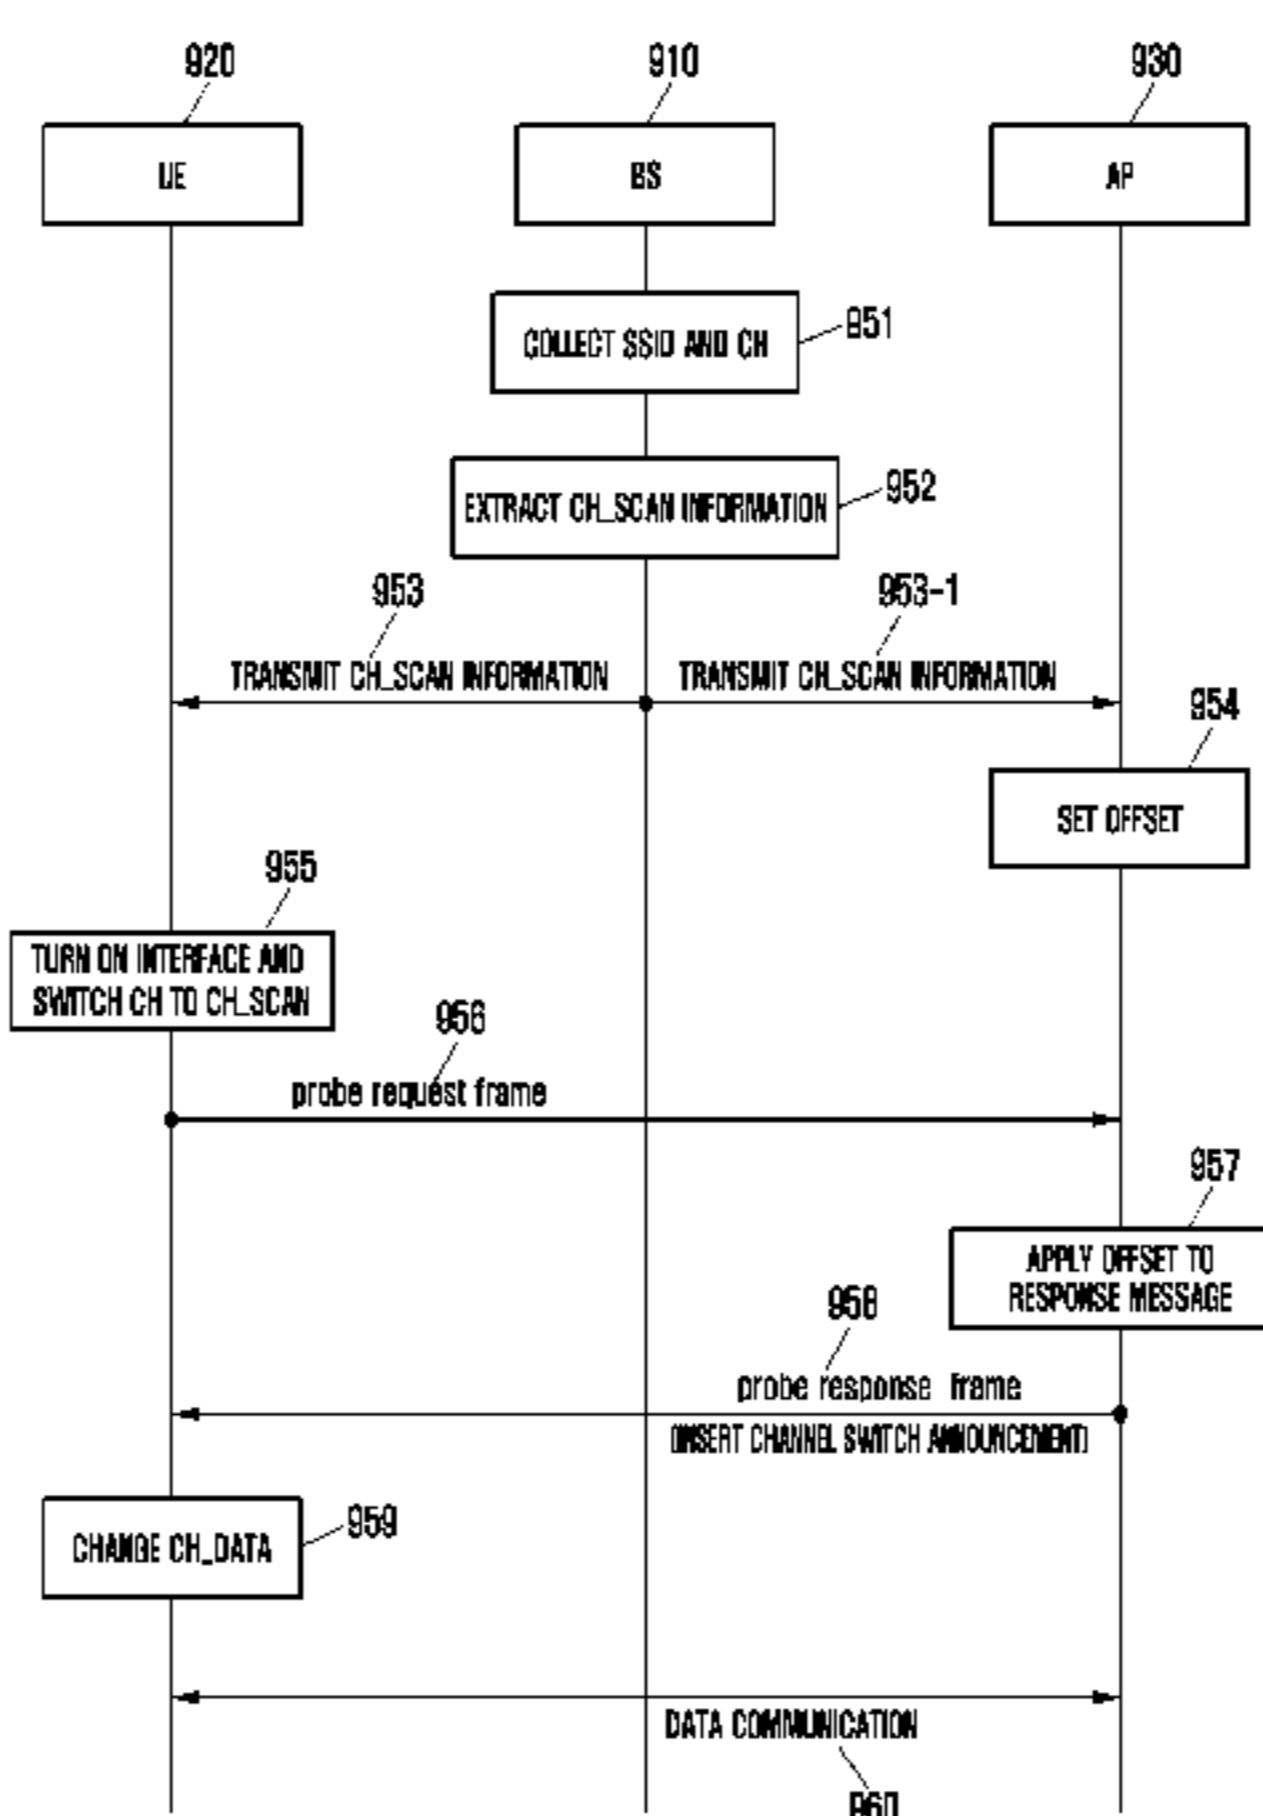 920
910
930
UE
BS
AP
COLLECT SSID AND CH
951
EXTRACT CH_SCAN INFORMATION
952
953
953-1
TRANSMIT CH_SCAN INFORMATION
TRANSMIT CH_SCAN INFORMATION
954
SET OFFSET
955
TURN ON INTERFACE AND
SWITCH CH TO CH_SCAN
956
probe request frame
957
APPLY OFFSET TO
RESPONSE MESSAGE
958
probe response frame
(INSERT CHANNEL SWITCH ANNOUNCEMENT)
CHANGE CH_DATA
959
DATA COMMUNICATION
960